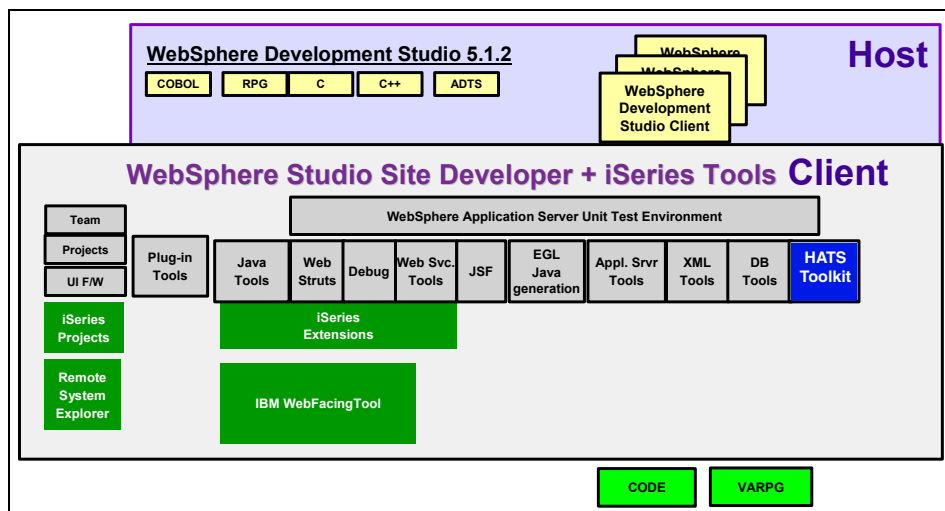 WebSphere Development Studio 5.1.2
Host
COBOL
RPG
C
C++
ADTS
WebSphere
WebSphere
WebSphere
Development
Studio Client
WebSphere Studio Site Developer + iSeries Tools
Client
WebSphere Application Server Unit Test Environment
Team
Projects
UI F/W
Plug-in
Tools
Java
Tools
Web
Struts
Debug
Web Svc.
Tools
JSF
EGL
Java
generation
Appl. Srvr
Tools
XML
Tools
DB
Tools
HATS
Toolkit
iSeries
Projects
iSeries
Extensions
Remote
System
Explorer
IBM WebFacingTool
CODE
VARPG